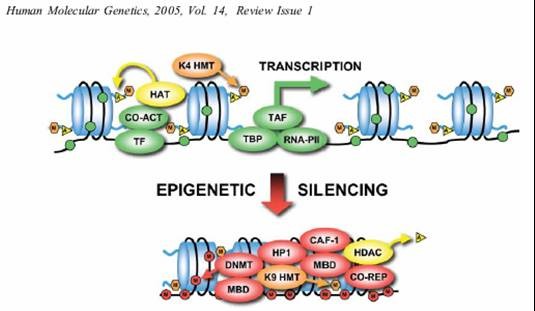 Human Molecular Genetics, 2005, Vol. 14, Review Issue 1
K4 HMT
TRANSCRIPTION
M
M
HAT
M
M
M
A
A
A
A
A
CO-ACT
TAF
M
M
M
M
A
A
A
A
TF
TBP
RNA-PII
EPIGENETIC SILENCING
CAF-1
HP1
HDAC
A
M
M
DNMT
MBD
K9 HMT
M
CO-REP
M
MBD
M
M
M
M
M
M
M
M